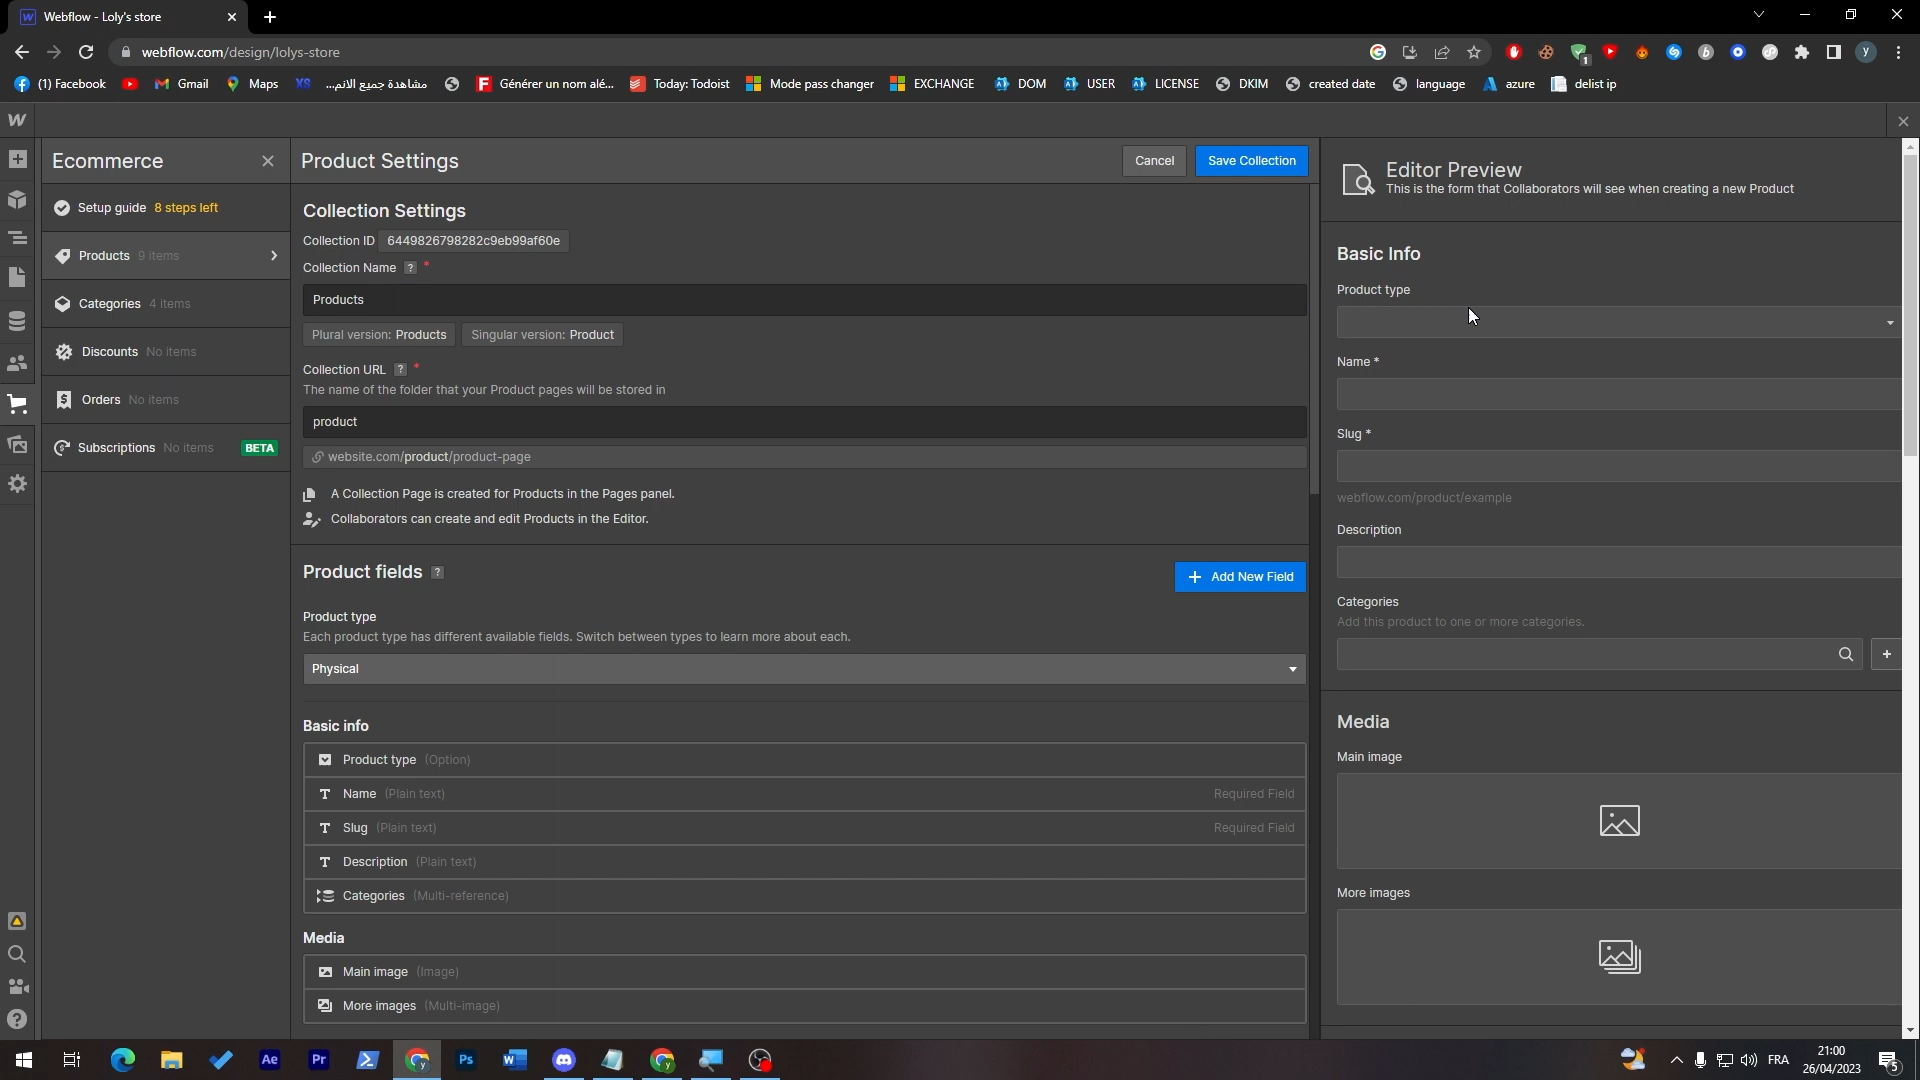 Webflow - Loly's store
webflow.com/design/lolys-store
(1) Facebook
Gmail
Maps
مشاهدة جميع الانم...
Générer un nom alé...
Today: Todoist
Mode pass changer
EXCHANGE
DOM
USER
LICENSE
DKIM
created date
language
azure
delist ip
Ecommerce
Setup guide 8 steps left
Products 9 items
Categories 4 items
Discounts No items
Orders No items
Subscriptions No items BETA
Product Settings
Cancel
Save Collection
Collection Settings
Collection ID 6449826798282c9eb99af60e
Collection Name ? *
Products
Plural version: Products Singular version: Product
Collection URL ? *
The name of the folder that your Product pages will be stored in
product
website.com/product/product-page
A Collection Page is created for Products in the Pages panel.
Collaborators can create and edit Products in the Editor.
Product fields ?
+ Add New Field
Product type
Each product type has different available fields. Switch between types to learn more about each.
Physical
Basic info
Product type (Option)
Name (Plain text) Required Field
Slug (Plain text) Required Field
Description (Plain text)
Categories (Multi-reference)
Media
Main image (Image)
More images (Multi-image)
Editor Preview
This is the form that Collaborators will see when creating a new Product
Basic Info
Product type
Name *
Slug *
webflow.com/product/example
Description
Categories
Add this product to one or more categories.
Media
Main image
More images
Ae
Pr
Ps
FRA
21:00
26/04/2023
5